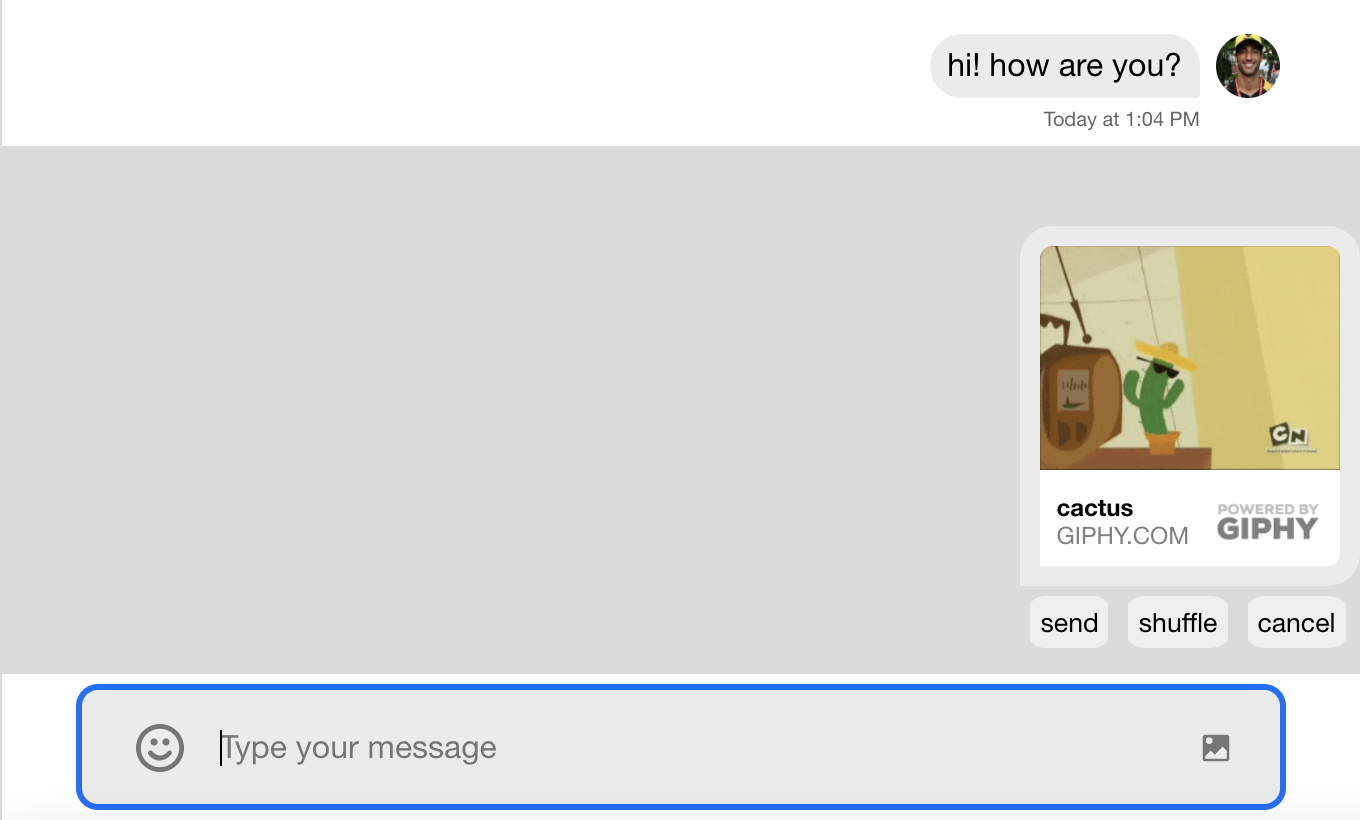 hi! how are you?
Today at 1:04 PM
CN
cactus
GIPHY.COM
POWERED BY
GIPHY
send
shuffle
cancel
Type your message